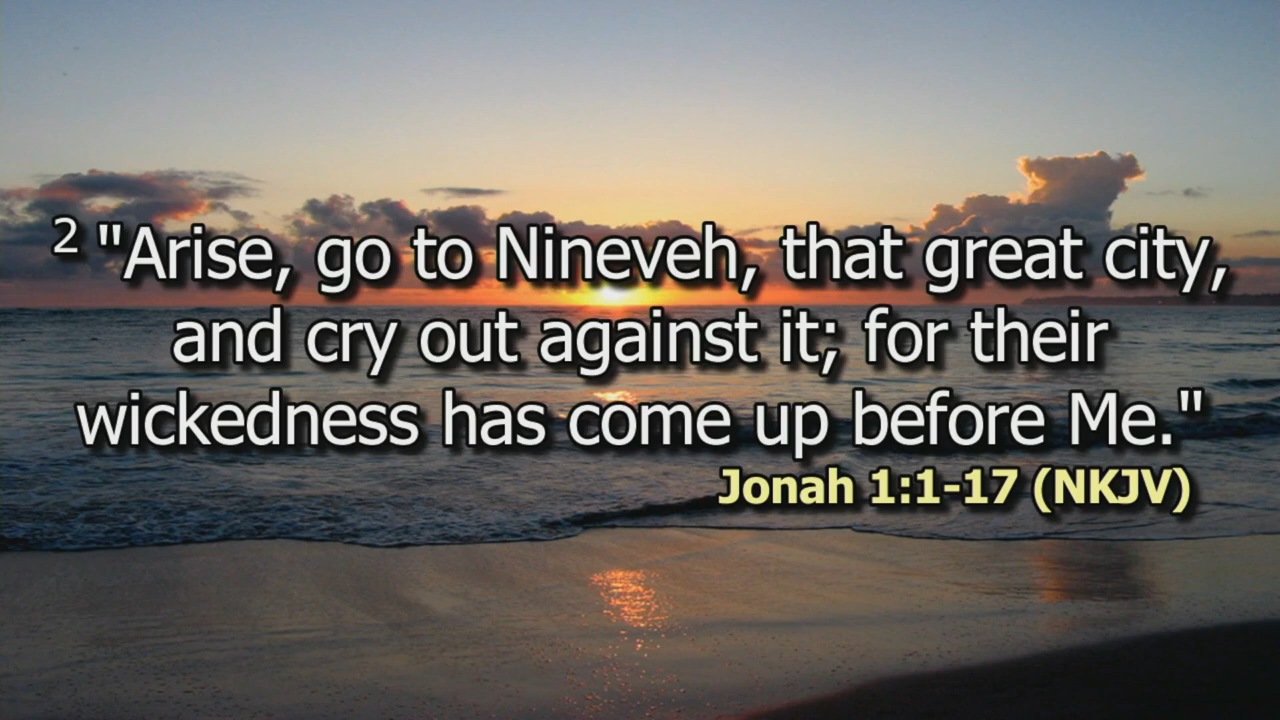 2 "Arise, go to Nineveh, that great city,
and cry out against it; for their
wickedness has come up before Me."
Jonah 1:1-17 (NKJV)